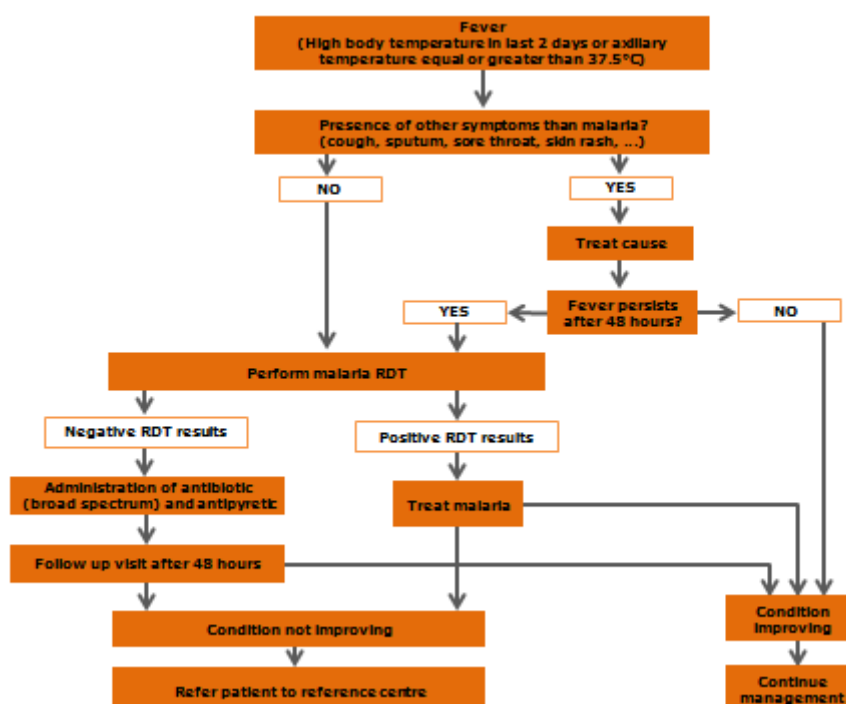 Fever
(High body temperature in last 2 days or axillary
temperature equal or greater than 37.5°C)
Presence of other symptoms than malaria?
(cough, sputum, sore throat, skin rash, ...)
NO
YES
Treat cause
Fever persists
after 48 hours?
YES
NO
Perform malaria RDT
Negative RDT results
Positive RDT results
Administration of antibiotic
(broad spectrum) and antipyretic
Treat malaria
Follow up visit after 48 hours
Condition not improving
Condition
improving
Refer patient to reference centre
Continue
management